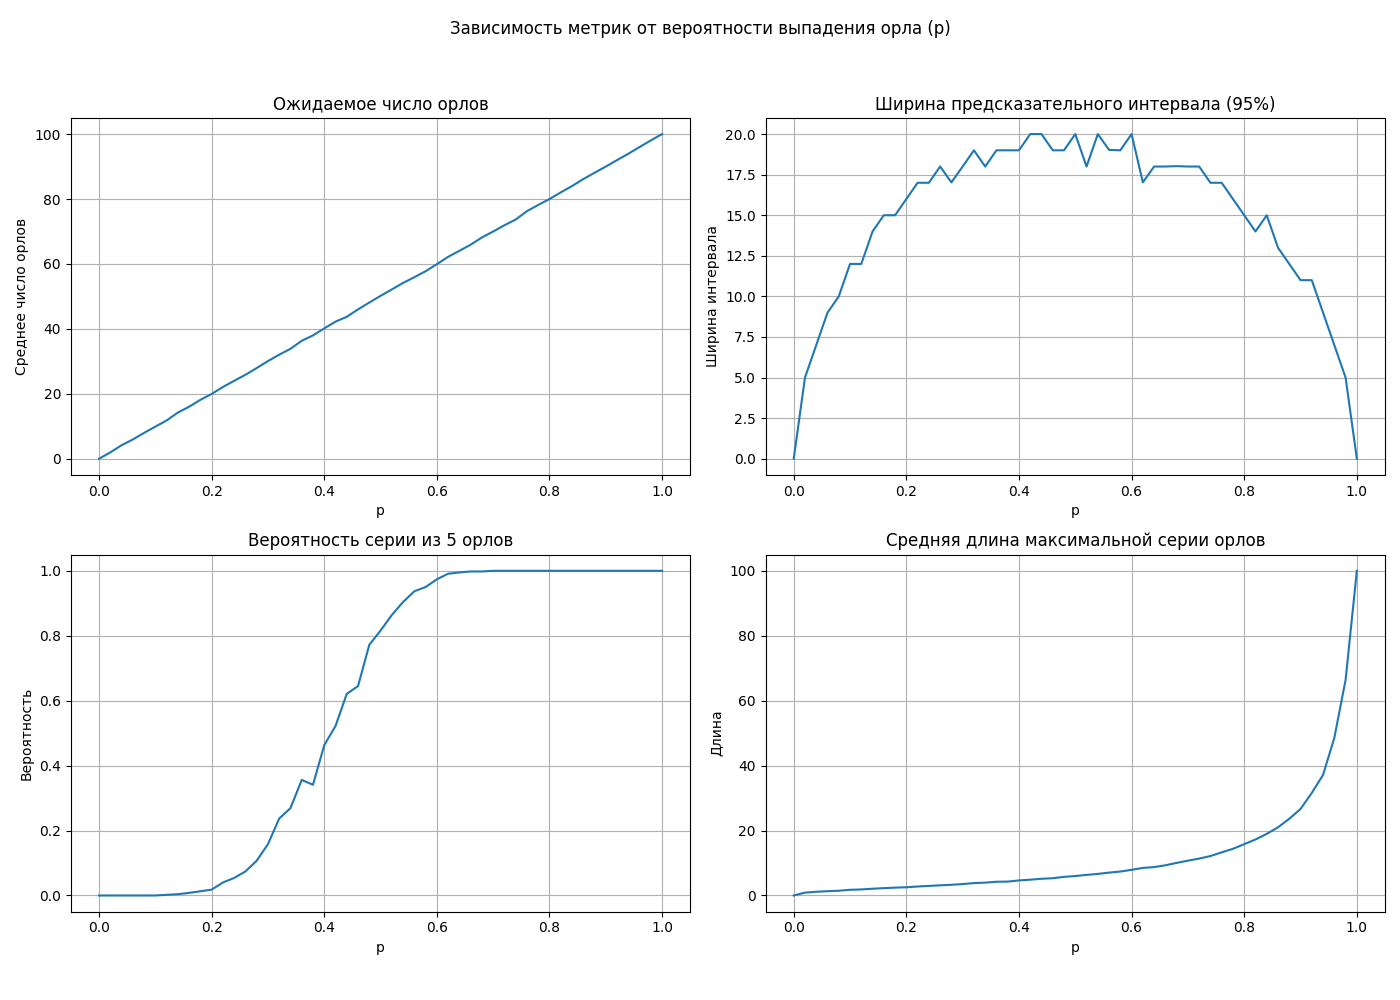 Зависимость метрик от вероятности выпадения орла (p)
Ожидаемое число орлов
Среднее число орлов
100
80
60
40
20
0
0.0 0.2 0.4 0.6 0.8 1.0
p
Ширина предсказательного интервала (95%)
Ширина интервала
20.0
17.5
15.0
12.5
10.0
7.5
5.0
2.5
0.0
0.0 0.2 0.4 0.6 0.8 1.0
p
Вероятность серии из 5 орлов
Вероятность
1.0
0.8
0.6
0.4
0.2
0.0
0.0 0.2 0.4 0.6 0.8 1.0
p
Средняя длина максимальной серии орлов
Длина
100
80
60
40
20
0
0.0 0.2 0.4 0.6 0.8 1.0
p